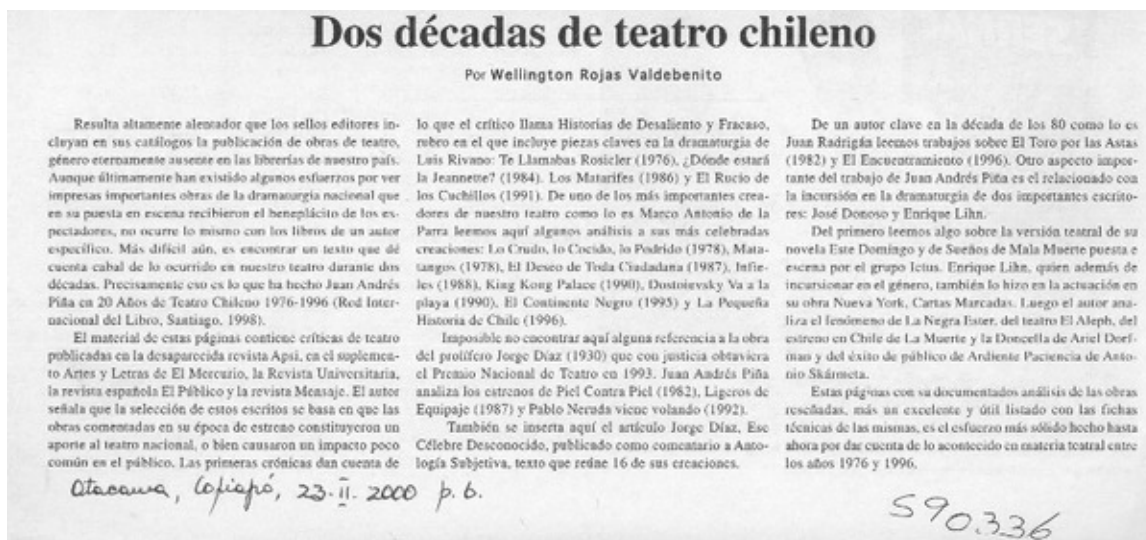 Dos décadas de teatro chileno
Por Wellington Rojas Valdebenito
Resulta altamente alentador que los sellos editores in-
cluyan en sus catálogos la publicación de obras de teatro,
género eternamente ausente en las librerías de nuestro país.
Aunque últimamente han existido algunos esfuerzos por ver
impresas importantes obras de la dramaturgia nacional que
en su puesta en escena recibieron el beneplácito de los es-
pectadores, no ocurre lo mismo con los libros de un autor
específico. Más difícil aún, es encontrar un texto que dé
cuenta cabal de lo ocurrido en nuestro teatro durante dos
décadas. Precisamente eso es lo que ha hecho Juan Andrés
Piña en 20 Años de Teatro Chileno 1976-1996 (Red Inter-
nacional del Libro, Santiago, 1998).
El material de estas páginas contiene críticas de teatro
publicadas en la desaparecida revista Apsi, en el suplemen-
to Artes y Letras de El Mercurio, la Revista Universitaria,
la revista española El Público y la revista Mensaje. El autor
señala que la selección de estos escritos se basa en que las
obras comentadas en su época de estreno constituyeron un
aporte al teatro nacional, o bien causaron un impacto poco
común en el público. Las primeras crónicas dan cuenta de
lo que el crítico llama Historias de Desaliento y Fracaso,
rubro en el que incluye piezas claves en la dramaturgia de
Luis Rivano: Te Llamabas Rosicler (1976), ¿Dónde estará
la Jeannette? (1984). Los Matarifes (1986) y El Rucio de
los Cuchillos (1991). De uno de los más importantes crea-
dores de nuestro teatro como lo es Marco Antonio de la
Parra leemos aquí algunos análisis a sus más celebradas
creaciones: Lo Crudo, lo Cocido, lo Podrido (1978), Mata-
tangos (1978), El Deseo de Toda Ciudadana (1987), Infie-
les (1988), King Kong Palace (1990), Dostoievsky Va a la
playa (1990), El Continente Negro (1995) y La Pequeña
Historia de Chile (1996).
Imposible no encontrar aquí alguna referencia a la obra
del prolífero Jorge Díaz (1930) que con justicia obtuviera
el Premio Nacional de Teatro en 1993. Juan Andrés Piña
analiza los estrenos de Piel Contra Piel (1982), Ligeros de
Equipaje (1987) y Pablo Neruda viene volando (1992).
También se inserta aquí el artículo Jorge Díaz, Ese
Célebre Desconocido, publicado como comentario a Anto-
logía Subjetiva, texto que reúne 16 de sus creaciones.
De un autor clave en la década de los 80 como lo es
Juan Radrigán leemos trabajos sobre El Toro por las Astas
(1982) y El Encuentramiento (1996). Otro aspecto impor-
tante del trabajo de Juan Andrés Piña es el relacionado con
la incursión en la dramaturgia de dos importantes escrito-
res: José Donoso y Enrique Lihn.
Del primero leemos algo sobre la versión teatral de su
novela Este Domingo y de Sueños de Mala Muerte puesta e
escena por el grupo Ictus. Enrique Lihn, quien además de
incursionar en el género, también lo hizo en la actuación en
su obra Nueva York, Cartas Marcadas. Luego el autor ana-
liza el fenómeno de La Negra Ester, del teatro El Aleph, del
estreno en Chile de La Muerte y la Doncella de Ariel Dorf-
man y del éxito de público de Ardiente Paciencia de Anto-
nio Skármeta.
Estas páginas con su documentados análisis de las obras
reseñadas, más un excelente y útil listado con las fichas
técnicas de las mismas, es el esfuerzo más sólido hecho hasta
ahora por dar cuenta de lo acontecido en materia teatral entre
los años 1976 y 1996.
Atacama, Copiapó, 23-II-2000 p. 6.
590.336